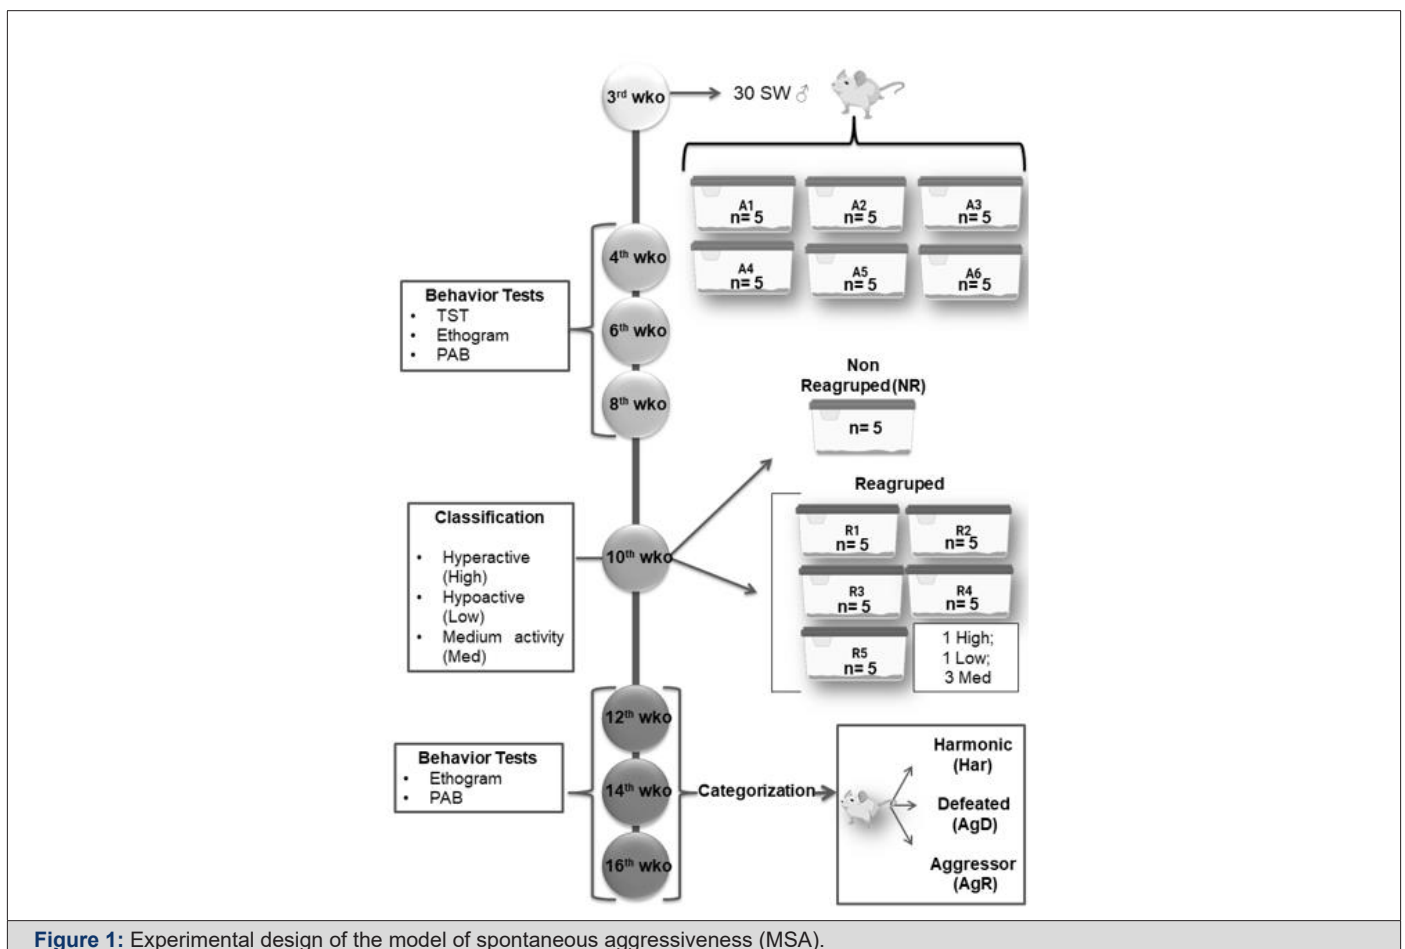 3rd wko
30 SW ♂
A1
n= 5
A2
n= 5
A3
n= 5
A4
n= 5
A5
n= 5
A6
n= 5
4th wko
6th wko
8th wko
Behavior Tests
• TST
• Ethogram
• PAB
Non
Reagruped(NR)
n= 5
Reagruped
R1
n= 5
R2
n= 5
R3
n= 5
R4
n= 5
R5
n= 5
1 High;
1 Low;
3 Med
Classification
• Hyperactive
(High)
• Hypoactive
(Low)
• Medium activity
(Med)
10th wko
12th wko
14th wko
16th wko
Behavior Tests
• Ethogram
• PAB
Categorization
Harmonic
(Har)
Defeated
(AgD)
Aggressor
(AgR)
Figure 1: Experimental design of the model of spontaneous aggressiveness (MSA).